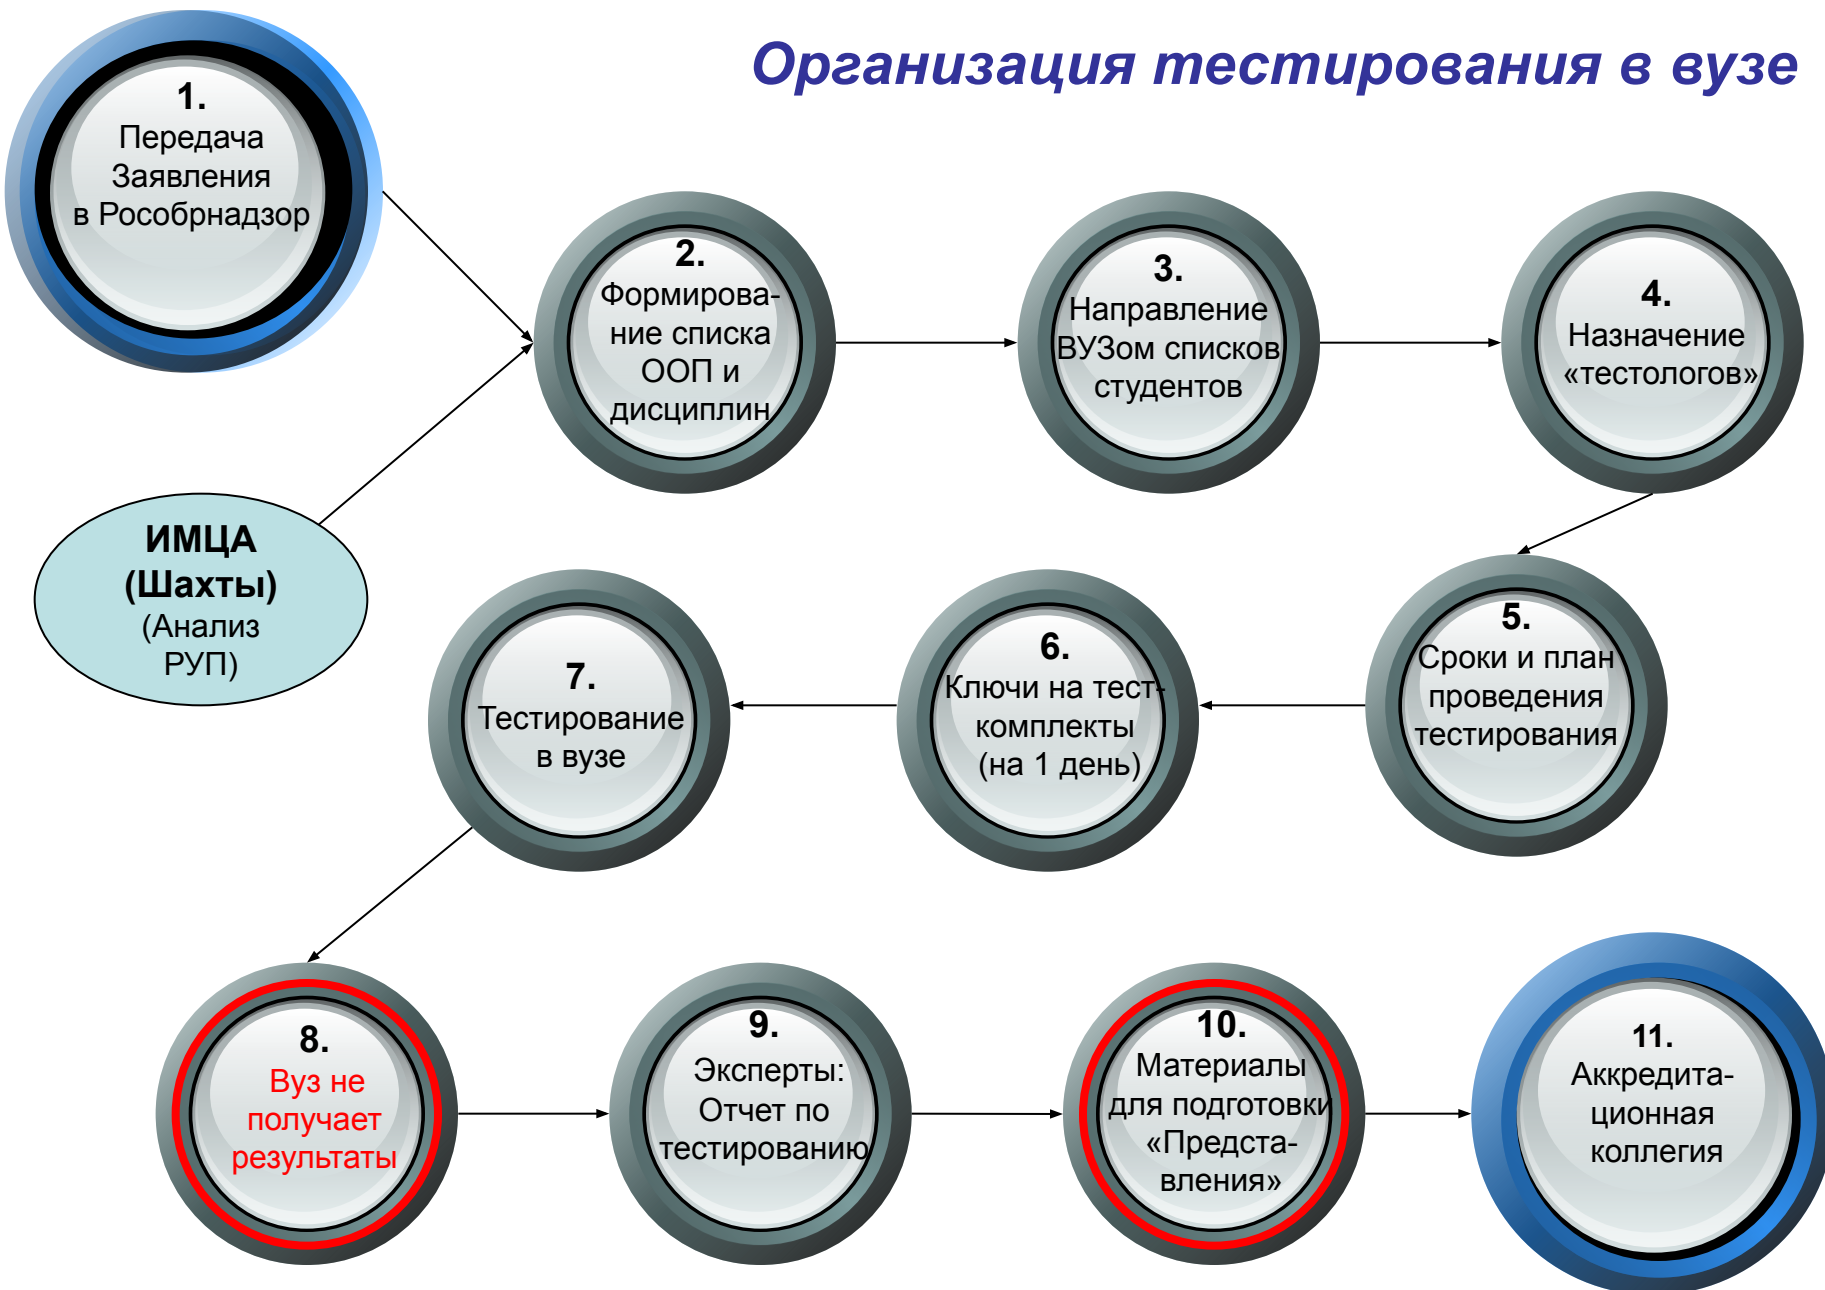 Организация тестирования в вузе
1.
Передача
Заявления
в Рособрнадзор
2.
Формирова-
ние списка
ООП и
дисциплин
3.
Направление
ВУЗом списков
студентов
4.
Назначение
«тестологов»
ИМЦА
(Шахты)
(Анализ
РУП)
5.
Сроки и план
проведения
тестирования
6.
Ключи на тест-
комплекты
(на 1 день)
7.
Тестирование
в вузе
8.
Вуз не
получает
результаты
9.
Эксперты:
Отчет по
тестированию
10.
Материалы
для подготовки
«Предста-
вления»
11.
Аккредита-
ционная
коллегия